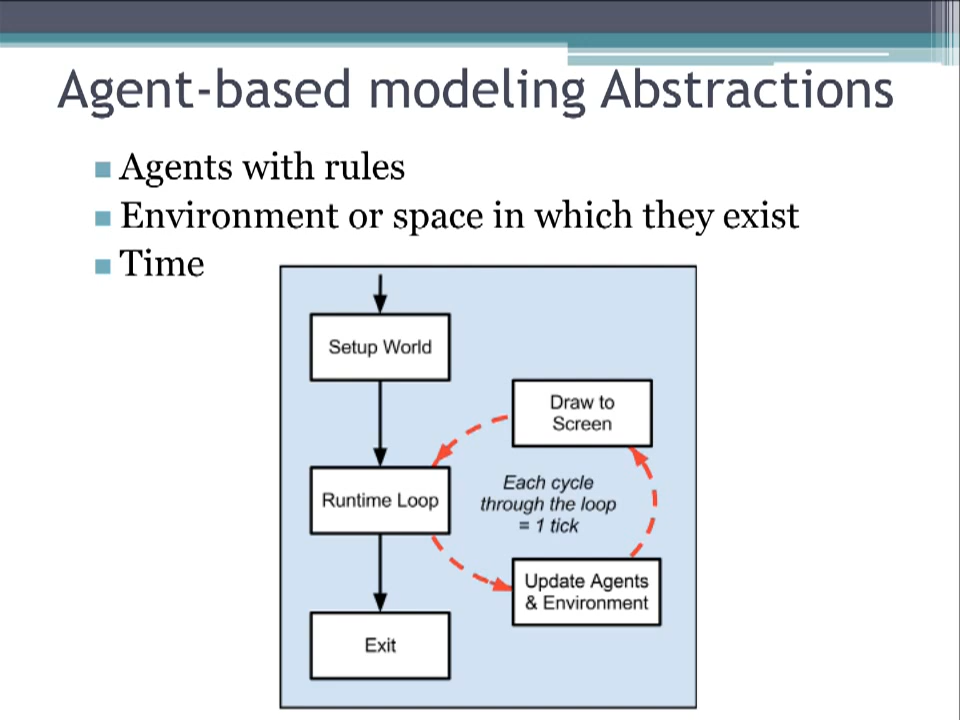 Agent-based modeling Abstractions
Agents with rules
Environment or space in which they exist
Time
Setup World
Draw to
Screen
Runtime Loop
Each cycle
through the loop
= 1 tick
Update Agents
& Environment
Exit